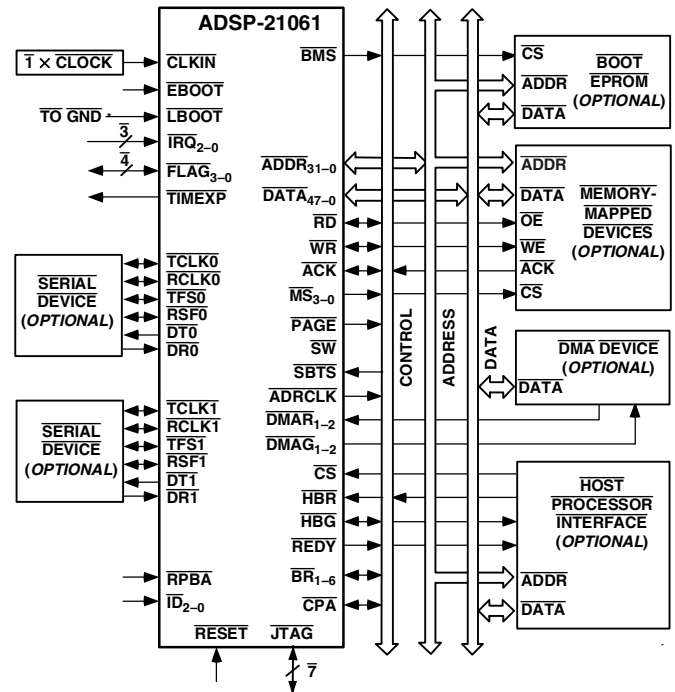 ADSP-21061
1 × CLOCK
CLKIN
EBOOT
TO GND
LBOOT
3
IRQ2-0
4
FLAG3-0
TIMEXP
SERIAL
DEVICE
(OPTIONAL)
TCLK0
RCLK0
TFS0
RSF0
DT0
DR0
SERIAL
DEVICE
(OPTIONAL)
TCLK1
RCLK1
TFS1
RSF1
DT1
DR1
RPBA
ID2-0
RESET
JTAG
7
BMS
ADDR31-0
DATA47-0
RD
WR
ACK
MS3-0
PAGE
SW
SBTS
ADRCLK
DMAR1-2
DMAG1-2
CS
HBR
HBG
REDY
BR1-6
CPA
CONTROL
ADDRESS
DATA
CS
ADDR
DATA
BOOT
EPROM
(OPTIONAL)
ADDR
DATA
OE
WE
ACK
CS
MEMORY-
MAPPED
DEVICES
(OPTIONAL)
DMA DEVICE
(OPTIONAL)
DATA
HOST
PROCESSOR
INTERFACE
(OPTIONAL)
ADDR
DATA